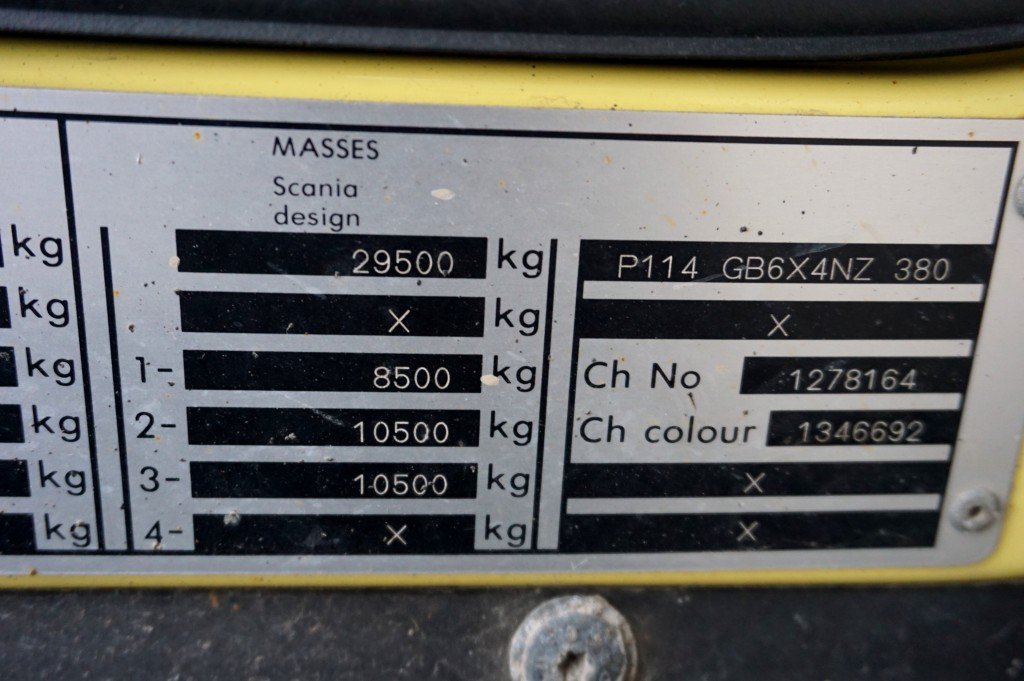 MASSES
Scania
design
kg 29500 kg P114 GB6X4NZ 380
kg X kg X
kg 1- 8500 kg Ch No 1278164
kg 2- 10500 kg Ch colour 1346692
kg 3- 10500 kg X
kg 4- X kg X